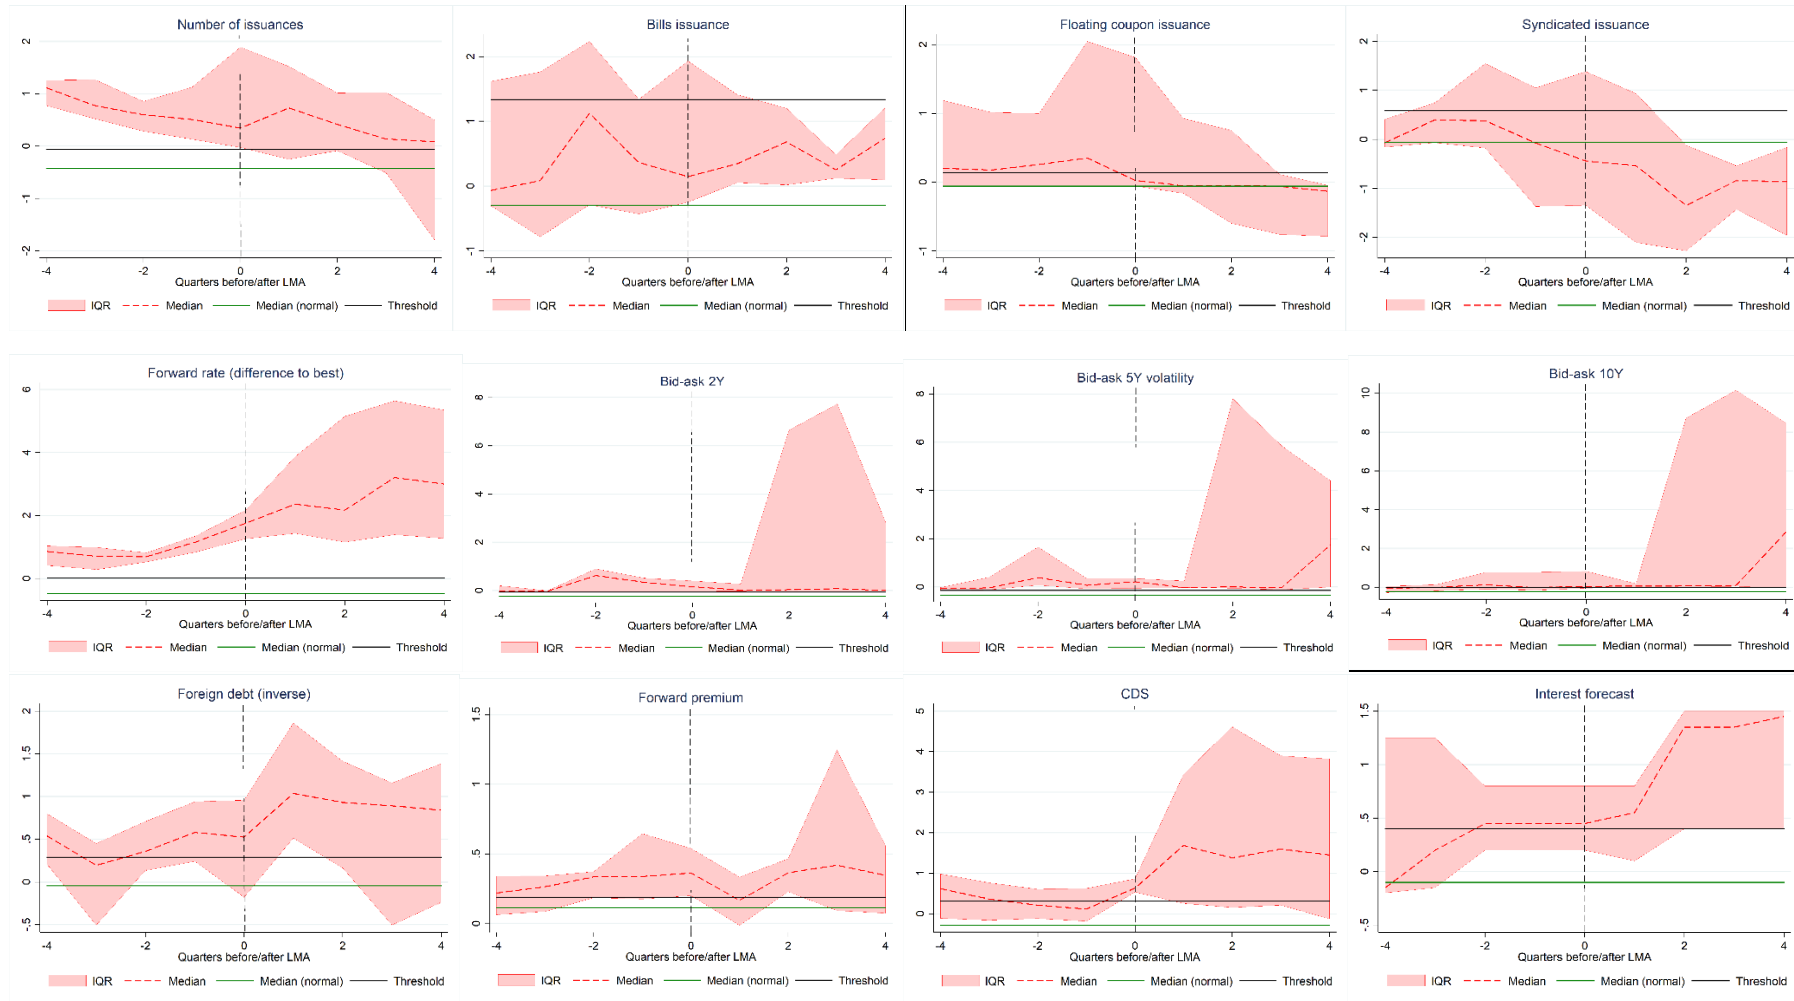 Number of issuances
2
1
0
-1
-2
-4 -2 0 2 4
Quarters before/after LMA
IQR Median Median (normal) Threshold
Bills issuance
2
1
0
-1
-4 -2 0 2 4
Quarters before/after LMA
IQR Median Median (normal) Threshold
Floating coupon issuance
2
1
0
-1
-4 -2 0 2 4
Quarters before/after LMA
IQR Median Median (normal) Threshold
Syndicated issuance
2
1
0
-1
-2
-4 -2 0 2 4
Quarters before/after LMA
IQR Median Median (normal) Threshold
Forward rate (difference to best)
6
4
2
0
-4 -2 0 2 4
Quarters before/after LMA
IQR Median Median (normal) Threshold
Bid-ask 2Y
8
6
4
2
0
-4 -2 0 2 4
Quarters before/after LMA
IQR Median Median (normal) Threshold
Bid-ask 5Y volatility
8
6
4
2
0
-4 -2 0 2 4
Quarters before/after LMA
IQR Median Median (normal) Threshold
Bid-ask 10Y
10
8
6
4
2
0
-4 -2 0 2 4
Quarters before/after LMA
IQR Median Median (normal) Threshold
Foreign debt (inverse)
2
1.5
1
.5
0
-.5
-4 -2 0 2 4
Quarters before/after LMA
IQR Median Median (normal) Threshold
Forward premium
1.5
1
.5
0
-4 -2 0 2 4
Quarters before/after LMA
IQR Median Median (normal) Threshold
CDS
5
4
3
2
1
0
-4 -2 0 2 4
Quarters before/after LMA
IQR Median Median (normal) Threshold
Interest forecast
1.5
1
.5
0
-.5
-4 -2 0 2 4
Quarters before/after LMA
IQR Median Median (normal) Threshold